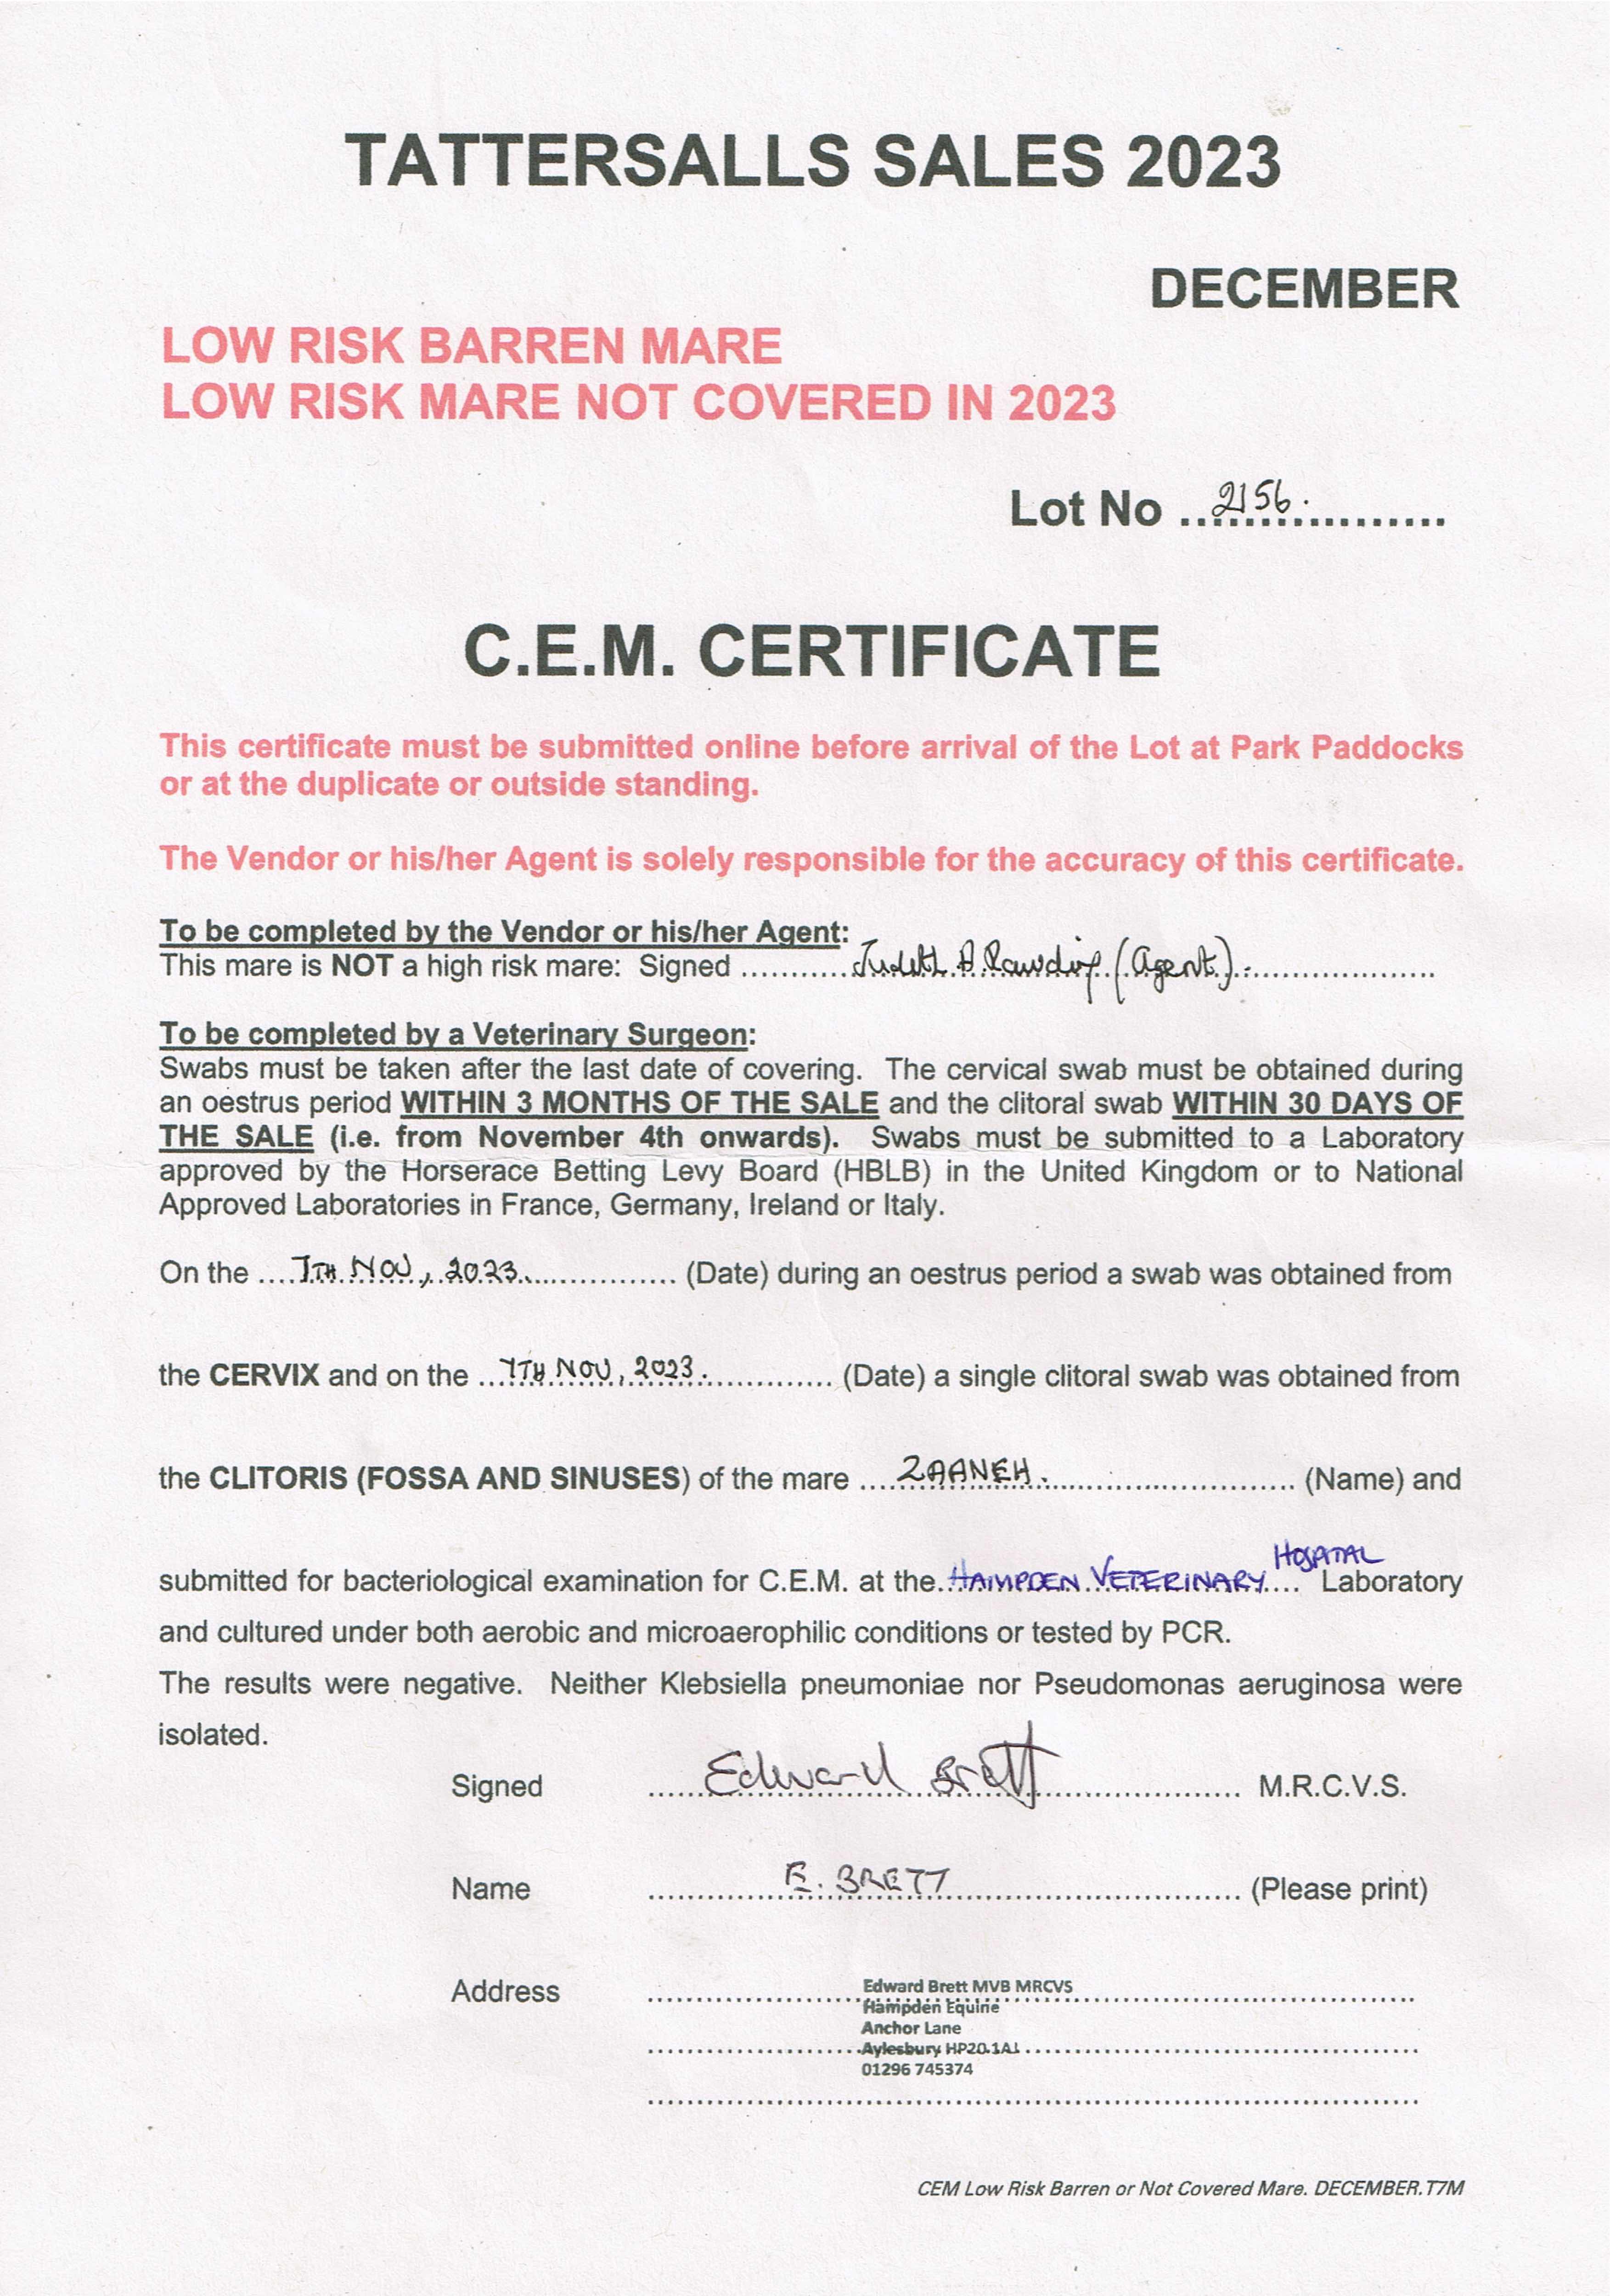 TATTERSALLS SALES 2023
DECEMBER
LOW RISK BARREN MARE
LOW RISK MARE NOT COVERED IN 2023
Lot No 2156.
C.E.M. CERTIFICATE
This certificate must be submitted online before arrival of the Lot at Park Paddocks
or at the duplicate or outside standing.
The Vendor or his/her Agent is solely responsible for the accuracy of this certificate.
To be completed by the Vendor or his/her Agent:
This mare is NOT a high risk mare: Signed Judith A (Agent).
To be completed by a Veterinary Surgeon:
Swabs must be taken after the last date of covering. The cervical swab must be obtained during
an oestrus period WITHIN 3 MONTHS OF THE SALE and the clitoral swab WITHIN 30 DAYS OF
THE SALE (i.e. from November 4th onwards). Swabs must be submitted to a Laboratory
approved by the Horserace Betting Levy Board (HBLB) in the United Kingdom or to National
Approved Laboratories in France, Germany, Ireland or Italy.
On the 7TH NOV, 2023 (Date) during an oestrus period a swab was obtained from
the CERVIX and on the 7TH NOV, 2023. (Date) a single clitoral swab was obtained from
the CLITORIS (FOSSA AND SINUSES) of the mare ZAANEH. (Name) and
submitted for bacteriological examination for C.E.M. at the HAMPDEN VETERINARY HOSPITAL Laboratory
and cultured under both aerobic and microaerophilic conditions or tested by PCR.
The results were negative. Neither Klebsiella pneumoniae nor Pseudomonas aeruginosa were
isolated.
Signed Edward Brett M.R.C.V.S.
Name E. BRETT (Please print)
Address Edward Brett MVB MRCVS
Hampden Equine
Anchor Lane
Aylesbury HP20 1AJ
01296 745374
CEM Low Risk Barren or Not Covered Mare. DECEMBER.T7M